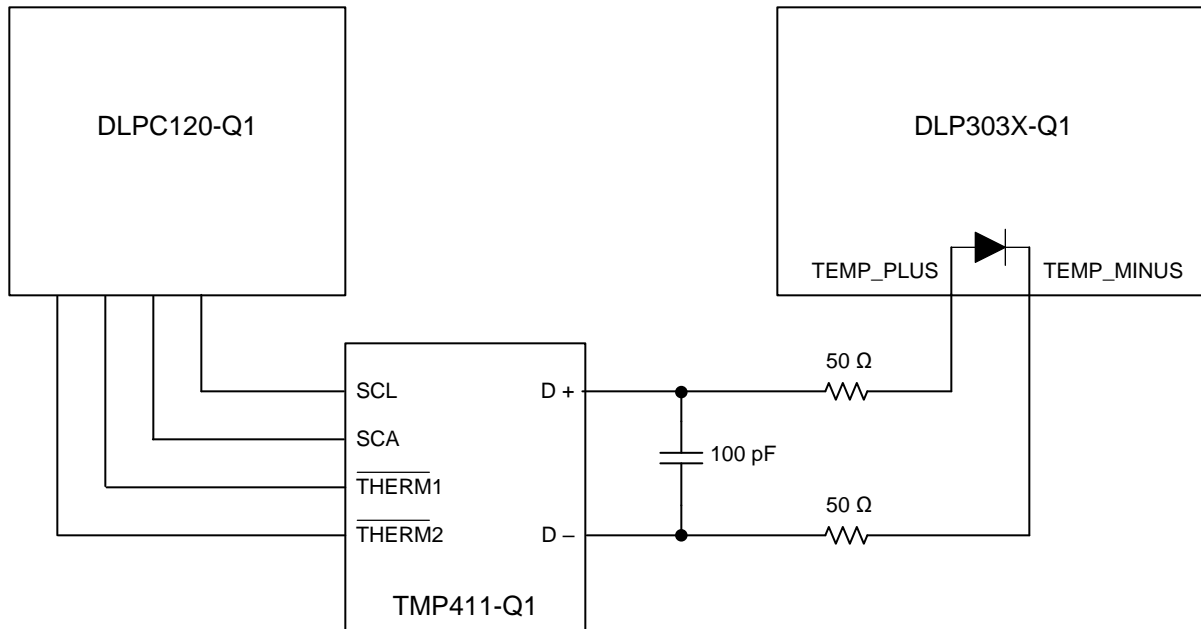 DLPC120-Q1
DLP303X-Q1
TEMP_PLUS
TEMP_MINUS
50 Ω
SCL
D +
SCA
100 pF
THERM1
50 Ω
THERM2
D −
TMP411-Q1